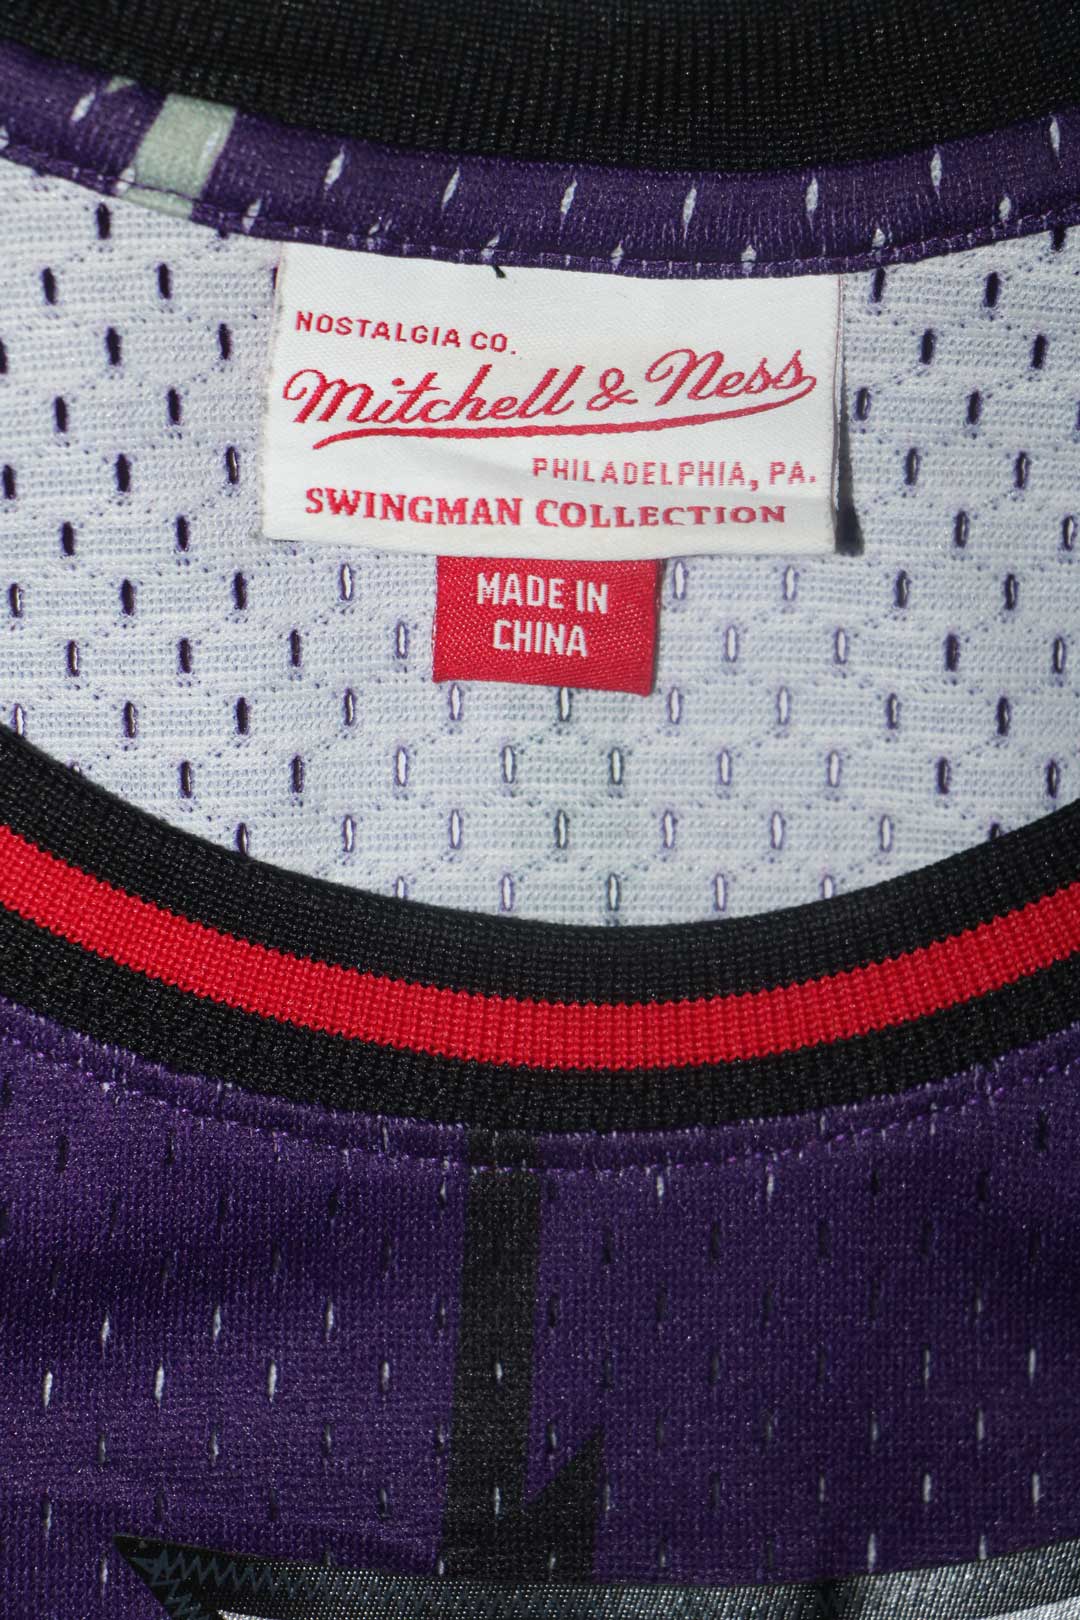 NOSTALGIA CO.
Mitchell & Ness
PHILADELPHIA, PA.
SWINGMAN COLLECTION
MADE IN
CHINA